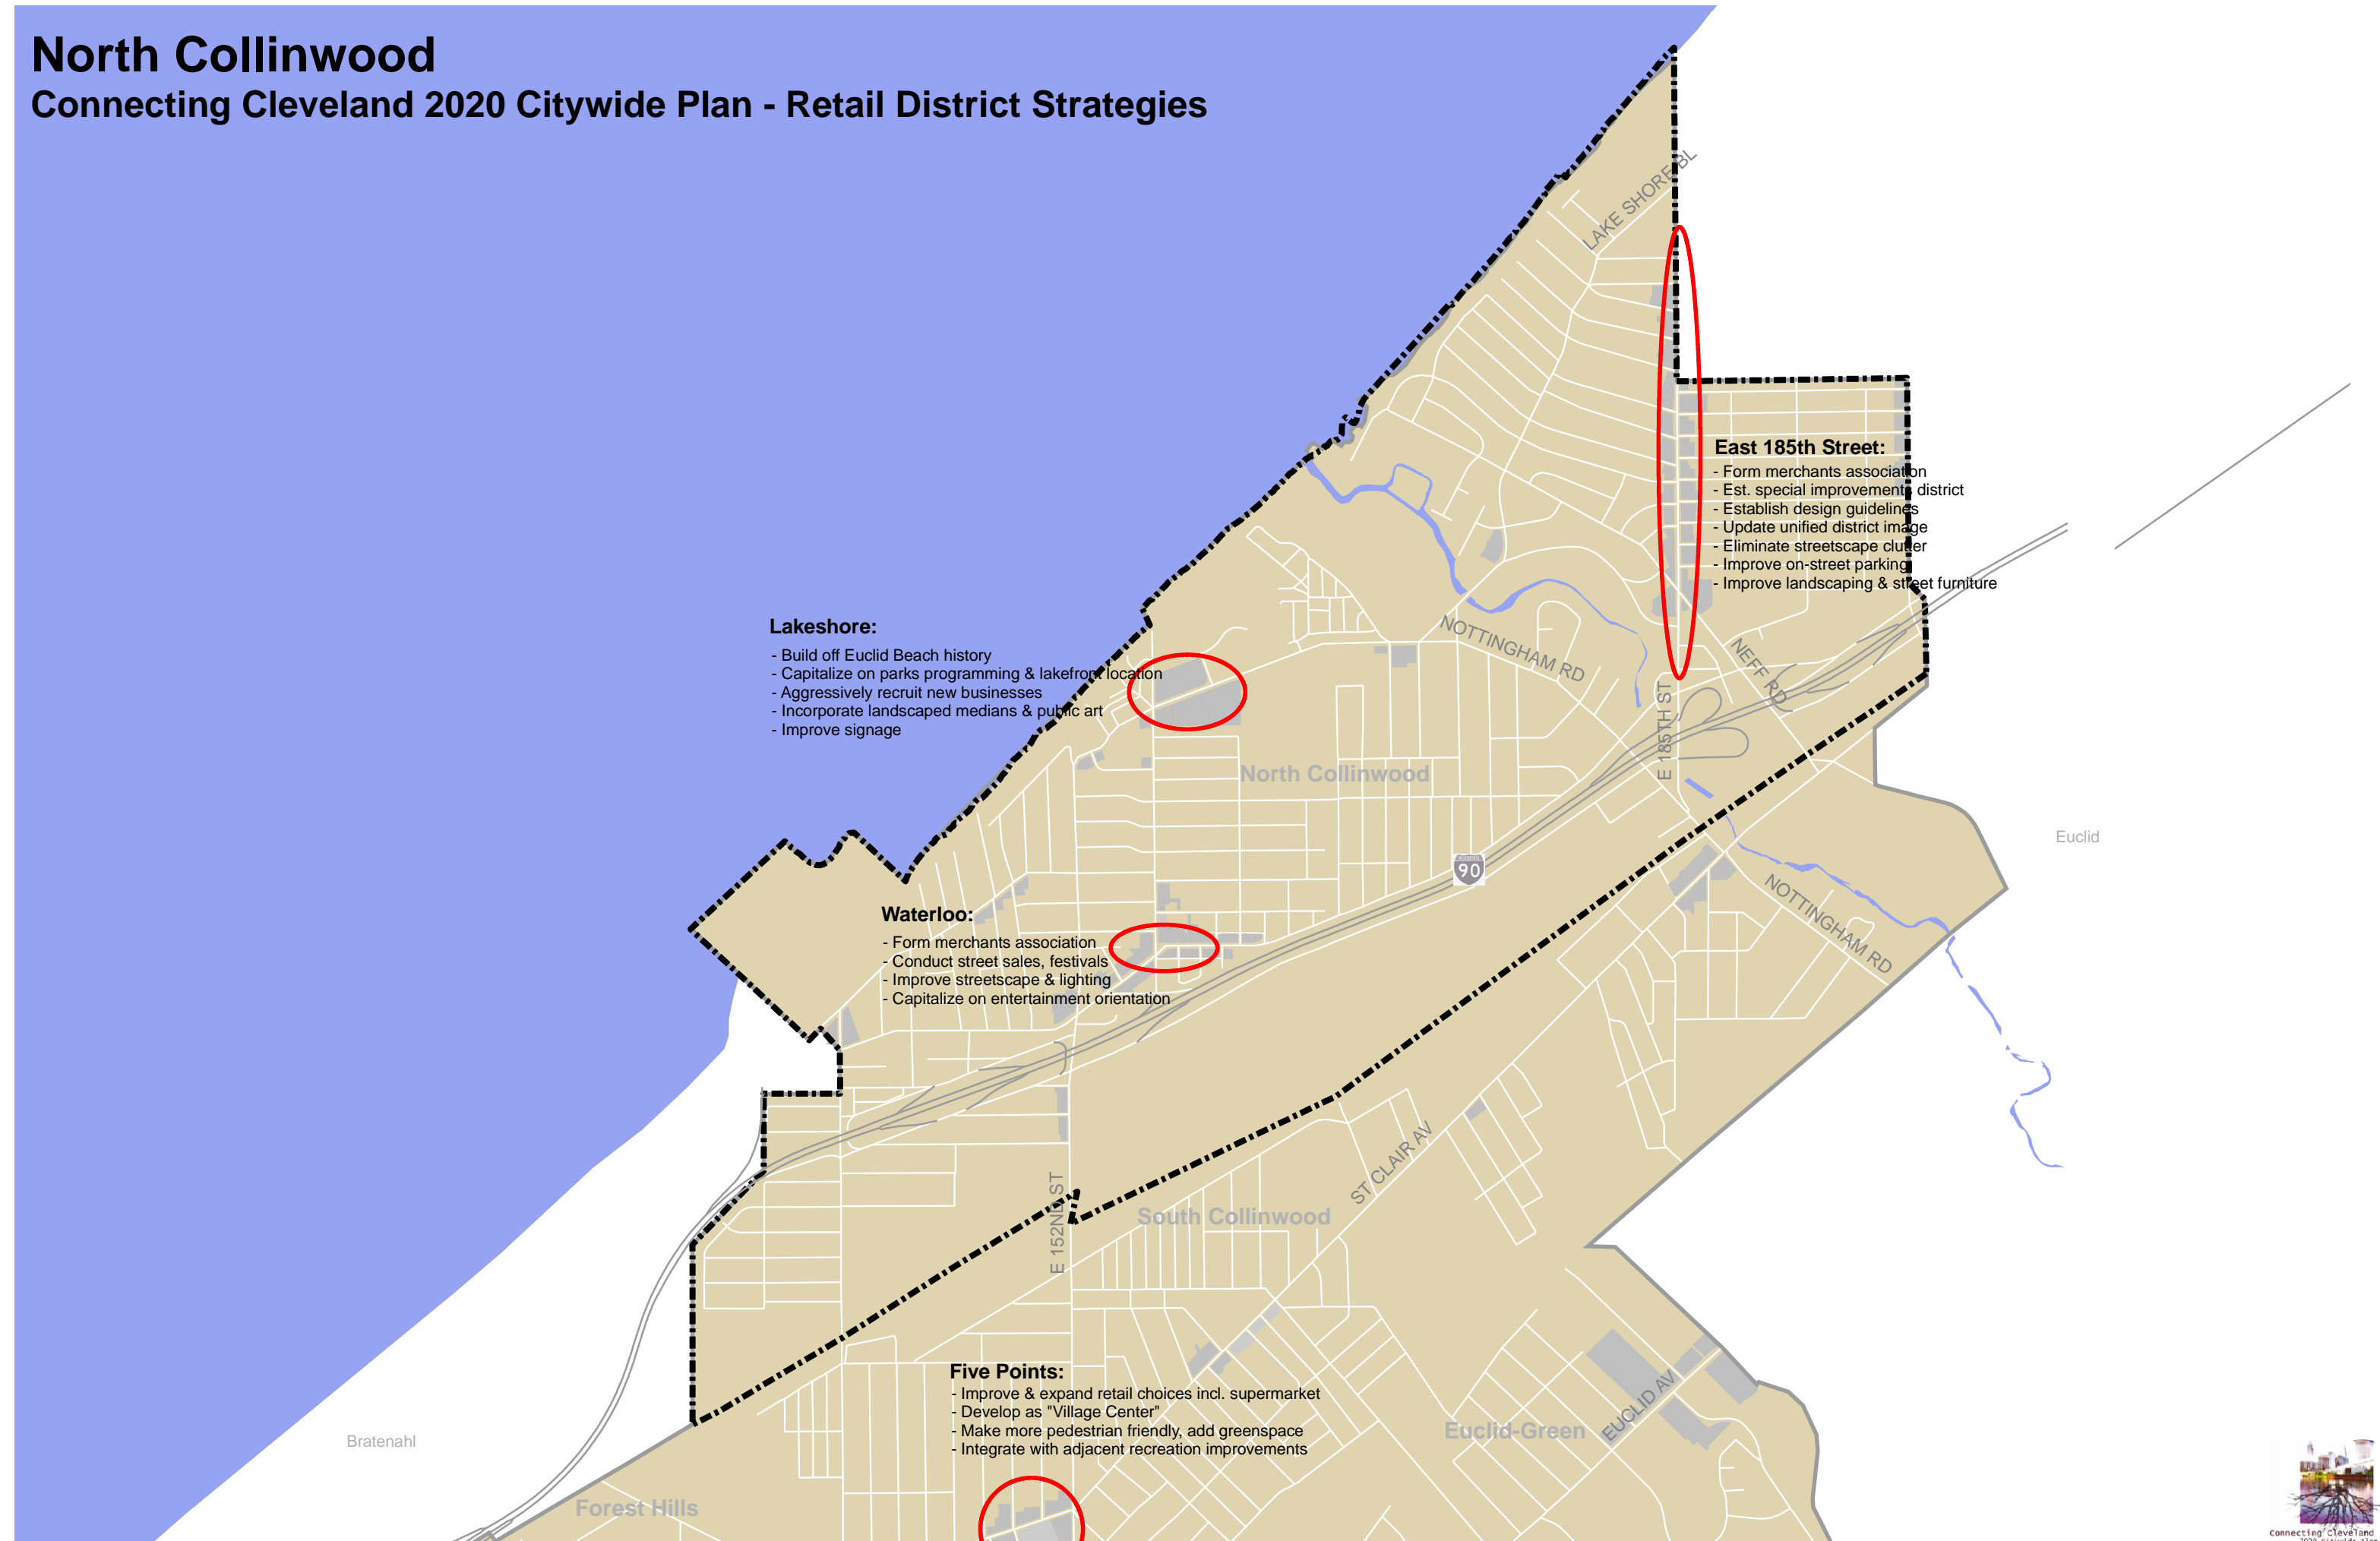 North Collinwood
Connecting Cleveland 2020 Citywide Plan - Retail District Strategies
LAKE SHORE BL
East 185th Street:
- Form merchants association
- Est. special improvements district
- Establish design guidelines
- Update unified district image
- Eliminate streetscape clutter
- Improve on-street parking
- Improve landscaping & street furniture
Lakeshore:
- Build off Euclid Beach history
- Capitalize on parks programming & lakefront location
- Aggressively recruit new businesses
- Incorporate landscaped medians & public art
- Improve signage
NOTTINGHAM RD
NEFF RD
E 185TH ST
North Collinwood
Euclid
90
Waterloo:
- Form merchants association
- Conduct street sales, festivals
- Improve streetscape & lighting
- Capitalize on entertainment orientation
NOTTINGHAM RD
ST CLAIR AV
E 152ND ST
South Collinwood
Five Points:
- Improve & expand retail choices incl. supermarket
- Develop as "Village Center"
- Make more pedestrian friendly, add greenspace
- Integrate with adjacent recreation improvements
Euclid-Green
EUCLID AV
Bratenahl
Forest Hills
Connecting Cleveland
2020 Citywide Plan